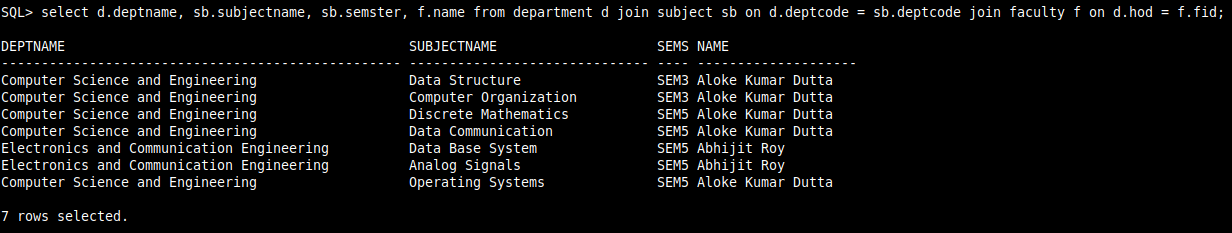 SQL> select d.deptname, sb.subjectname, sb.semster, f.name from department d join subject sb on d.deptcode = sb.deptcode join faculty f on d.hod = f.fid;
DEPTNAME SUBJECTNAME SEMS NAME
-------------------------------------------------- ------------------------------ ---- --------------------
Computer Science and Engineering Data Structure SEM3 Aloke Kumar Dutta
Computer Science and Engineering Computer Organization SEM3 Aloke Kumar Dutta
Computer Science and Engineering Discrete Mathematics SEM5 Aloke Kumar Dutta
Computer Science and Engineering Data Communication SEM5 Aloke Kumar Dutta
Electronics and Communication Engineering Data Base System SEM5 Abhijit Roy
Electronics and Communication Engineering Analog Signals SEM5 Abhijit Roy
Computer Science and Engineering Operating Systems SEM5 Aloke Kumar Dutta
7 rows selected.